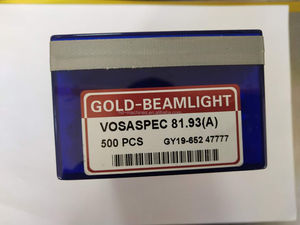 GOLD-BEAMLIGHT
VOSASPEC 81.93(A)
500 PCS GY19-652 47777